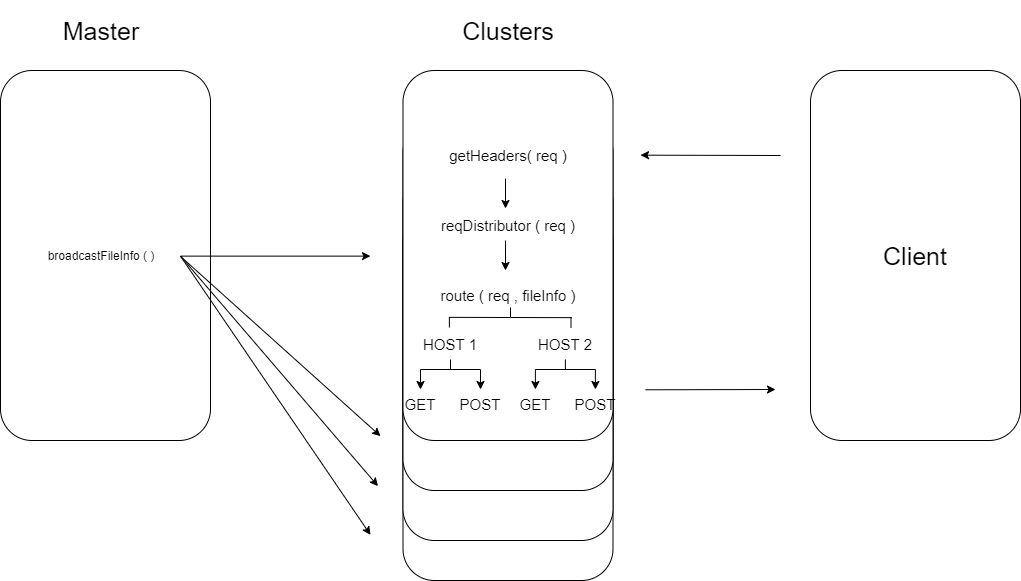 Master
Clusters
getHeaders( req )
reqDistributor ( req )
broadcastFileInfo ( )
Client
route ( req , fileInfo )
HOST 1
HOST 2
GET
POST
GET
POST